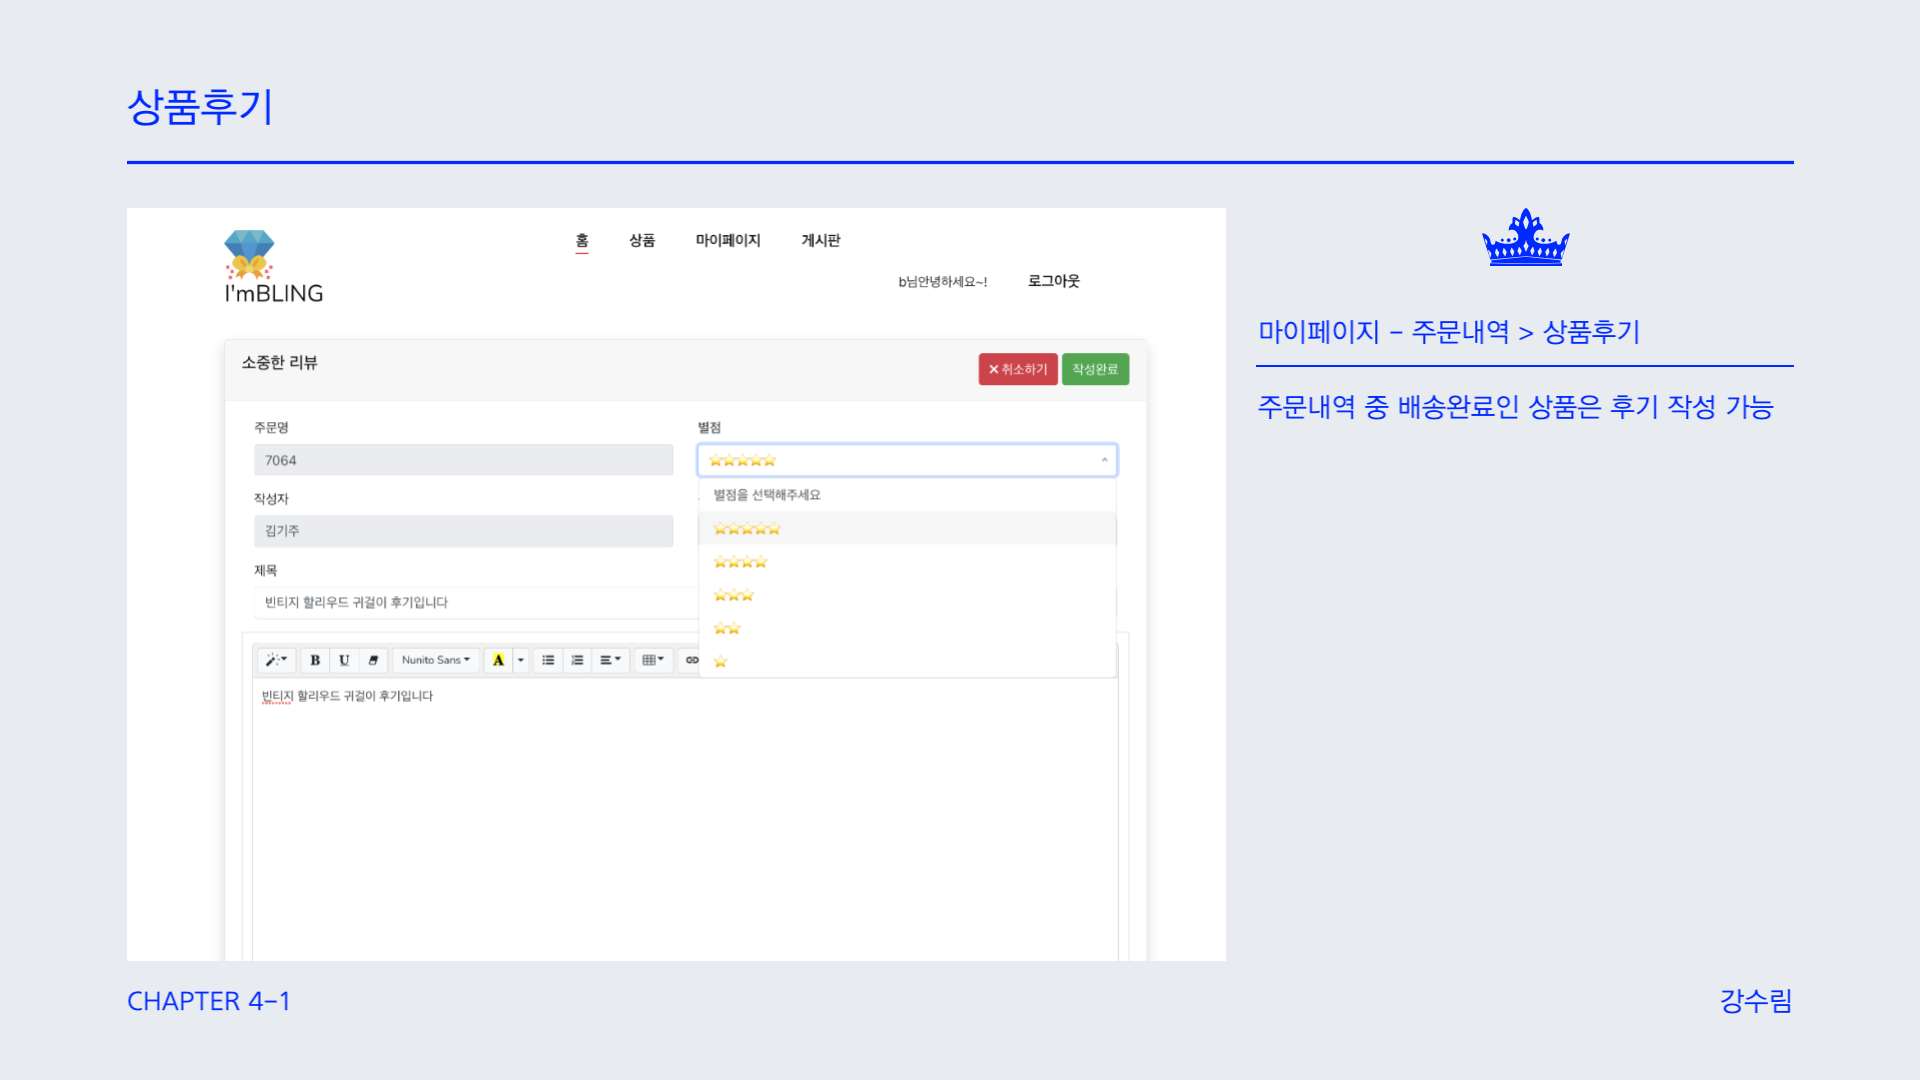 상품후기
I'mBLING
홈 상품 마이페이지 게시판
b님안녕하세요~! 로그아웃
소중한 리뷰
취소하기 작성완료
주문명 별점
7064
별점을 선택해주세요
작성자
김기주
제목
빈티지 할리우드 귀걸이 후기입니다
B U Nunito Sans A
빈티지 할리우드 귀걸이 후기입니다
마이페이지 – 주문내역 > 상품후기
주문내역 중 배송완료인 상품은 후기 작성 가능
CHAPTER 4–1
강수림